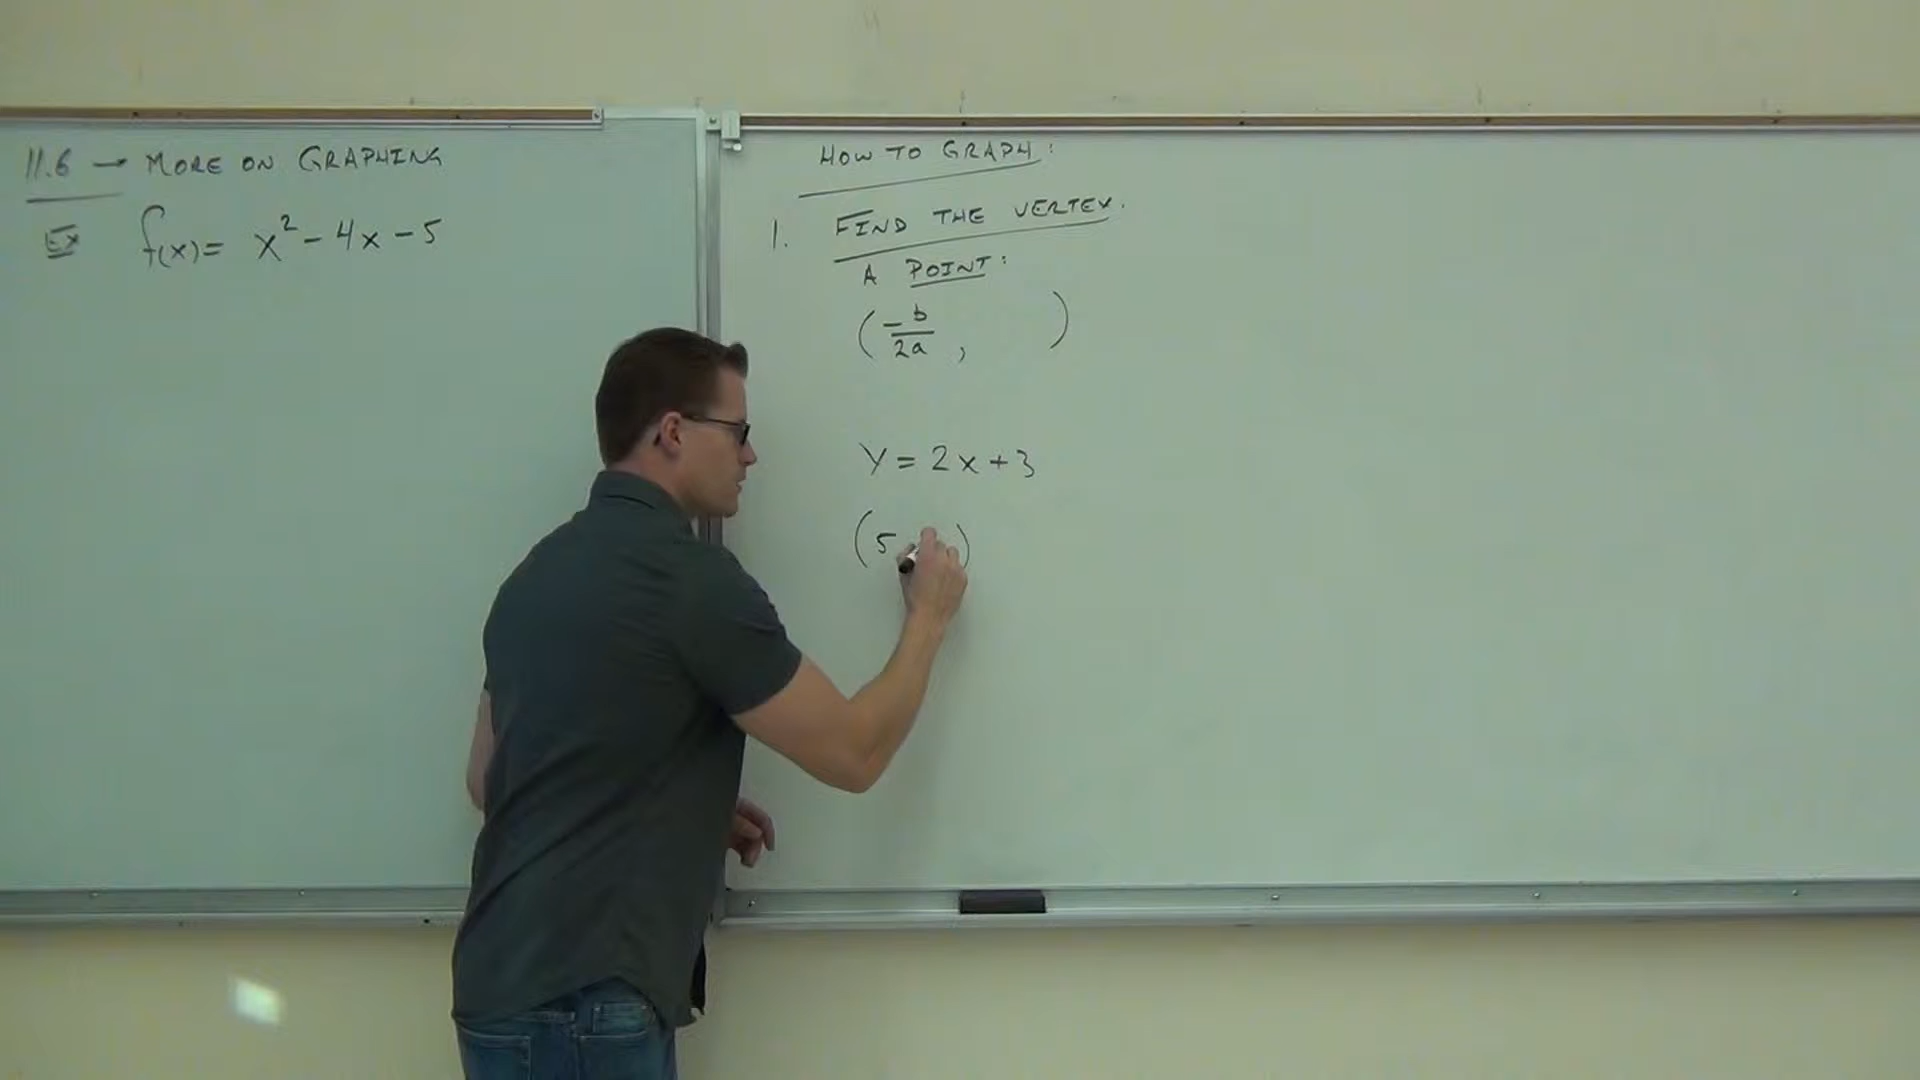 11.6 → MORE ON GRAPHING
EX f(x) = x² - 4x - 5
HOW TO GRAPH:
1. FIND THE VERTEX.
A POINT:
(-b/2a, )
Y = 2x + 3
(5 )